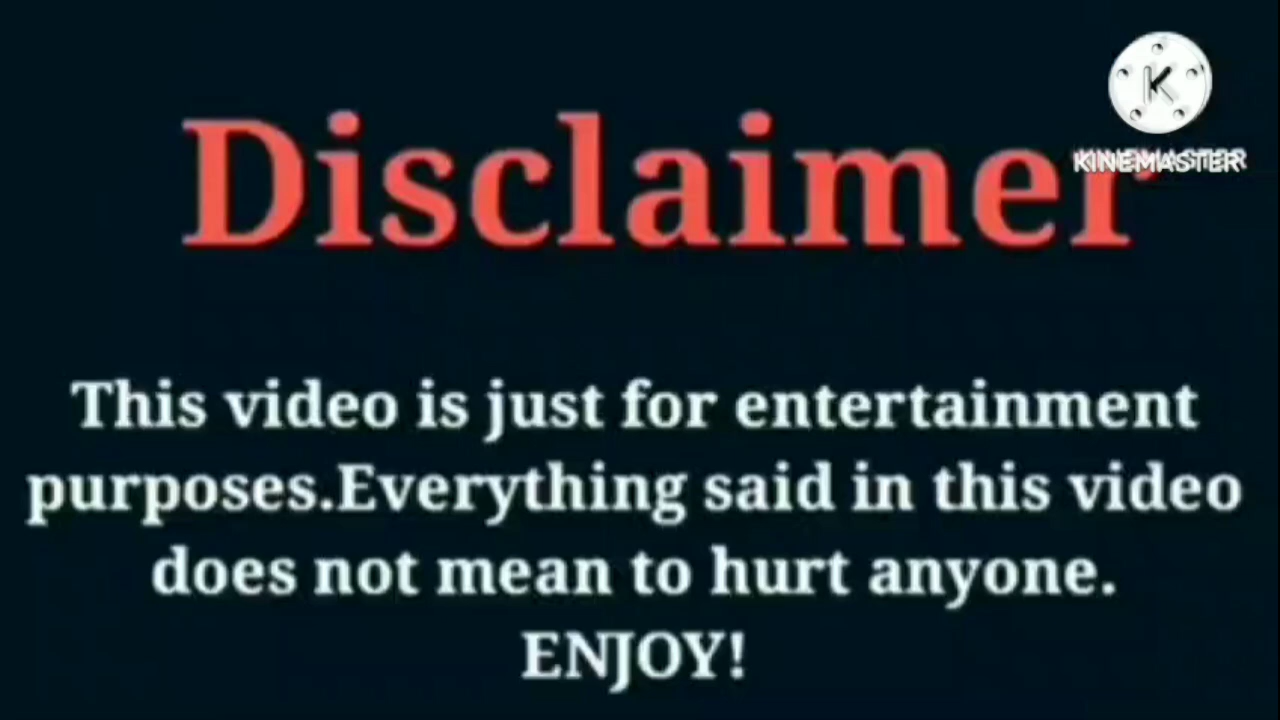 K
KINEMASTER
Disclaimer
This video is just for entertainment
purposes.Everything said in this video
does not mean to hurt anyone.
ENJOY!